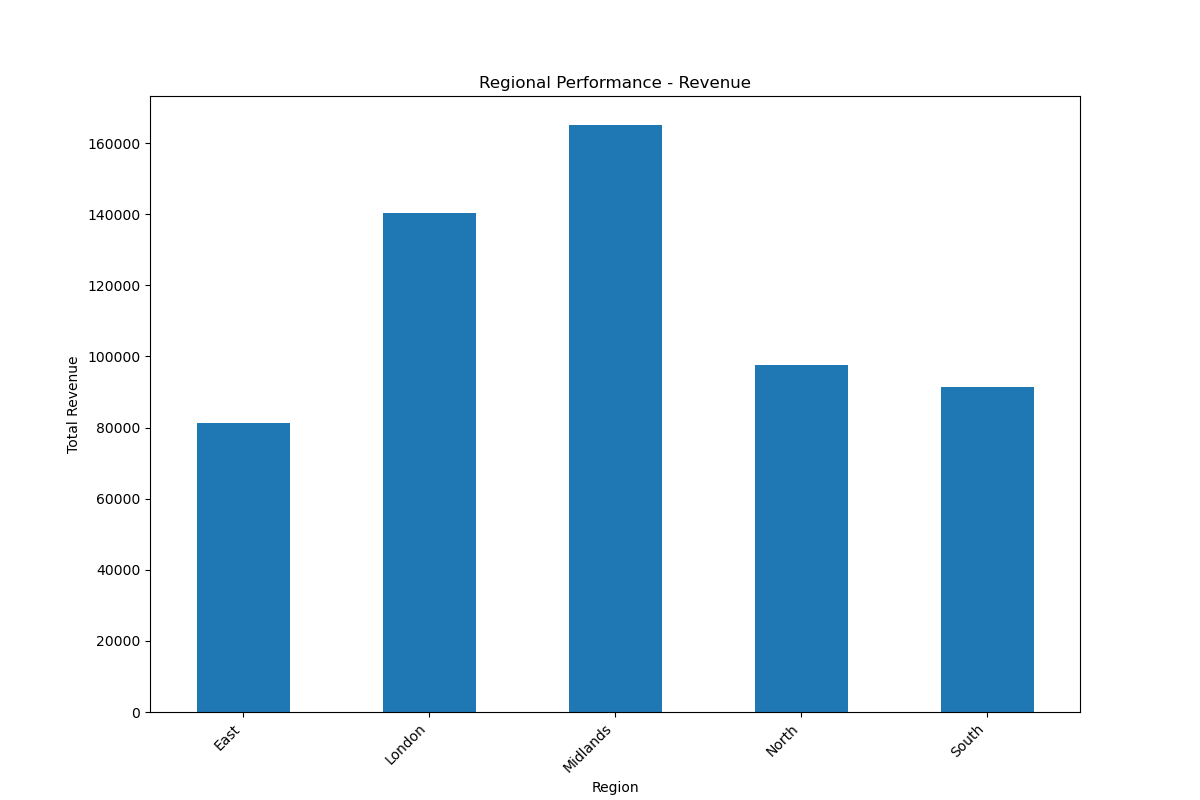 Regional Performance - Revenue
Total Revenue
160000
140000
120000
100000
80000
60000
40000
20000
0
East
London
Midlands
North
South
Region